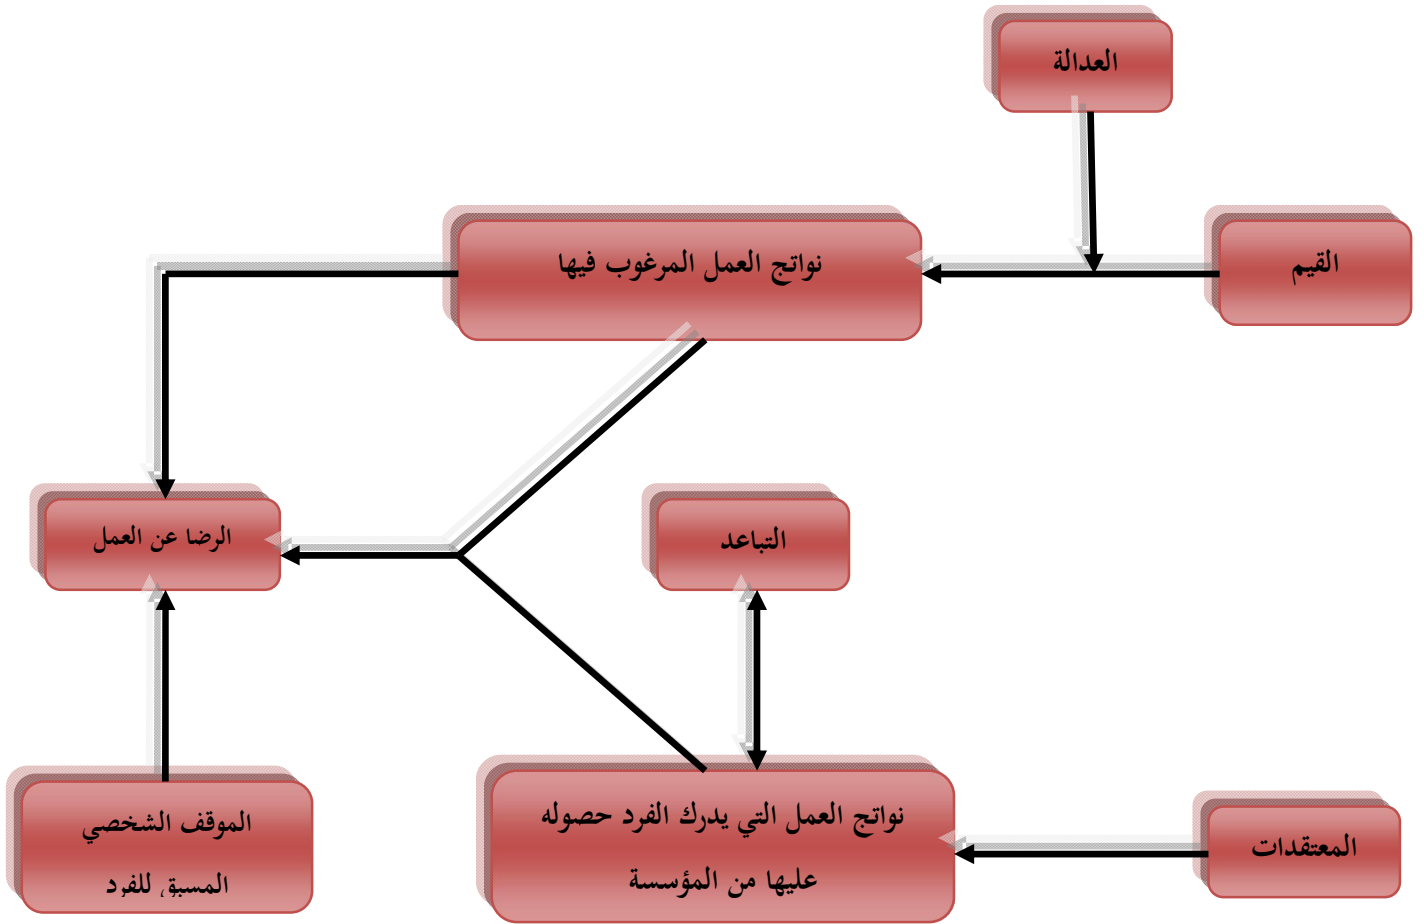 العدالة
القيم
نواتج العمل المرغوب فيها
التباعد
الرضا عن العمل
المعتقدات
نواتج العمل التي يدرك الفرد حصوله
عليها من المؤسسة
الموقف الشخصي
المسبق للفرد